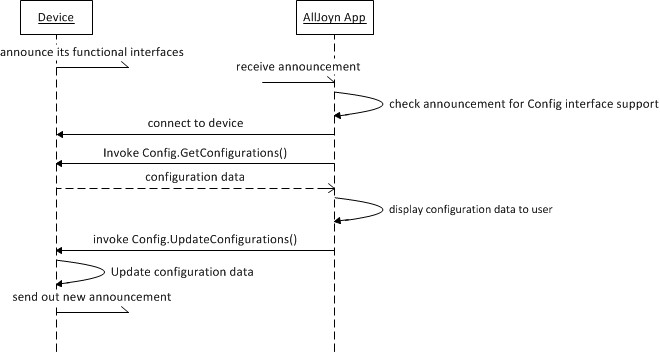 Device
AllJoyn App
announce its functional interfaces
receive announcement
check announcement for Config interface support
connect to device
Invoke Config.GetConfigurations()
configuration data
display configuration data to user
invoke Config.UpdateConfigurations()
Update configuration data
send out new announcement